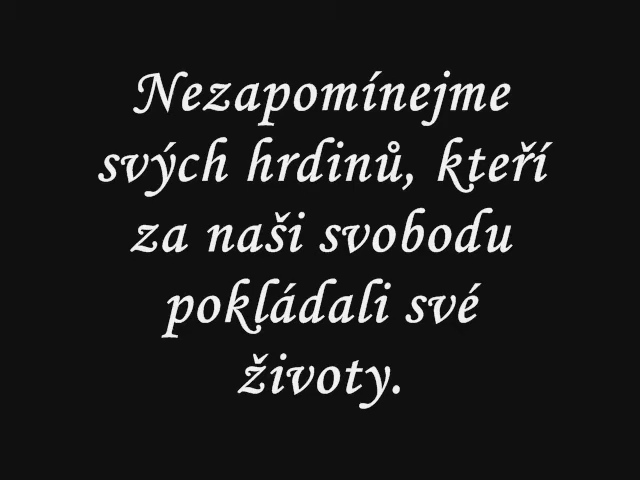 Nezapomínejme
svých hrdinů, kteří
za naši svobodu
pokládali své
životy.